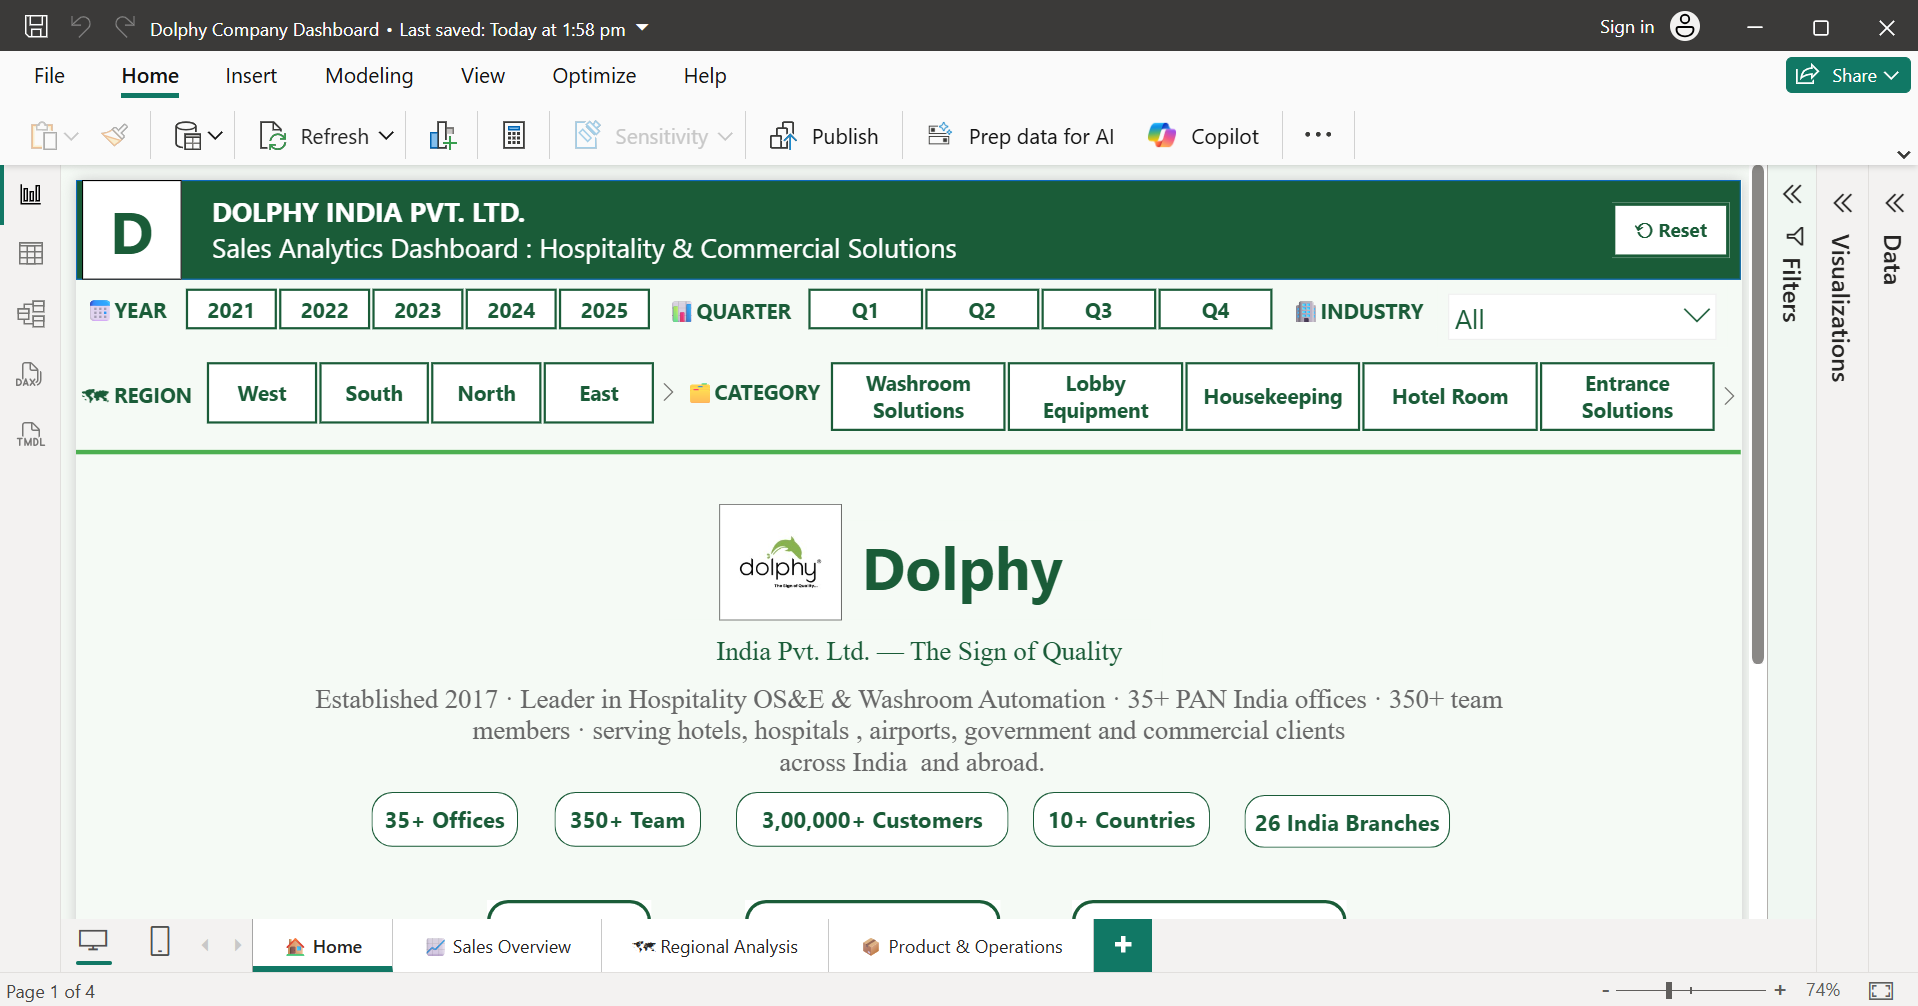 Dolphy Company Dashboard • Last saved: Today at 1:58 pm
Sign in
File Home Insert Modeling View Optimize Help
Share
Refresh
Sensitivity
Publish
Prep data for AI
Copilot
D
DOLPHY INDIA PVT. LTD.
Sales Analytics Dashboard : Hospitality & Commercial Solutions
Reset
YEAR 2021 2022 2023 2024 2025
QUARTER Q1 Q2 Q3 Q4
INDUSTRY All
REGION West South North East
CATEGORY
Washroom
Solutions
Lobby
Equipment
Housekeeping
Hotel Room
Entrance
Solutions
DAX
TMDL
Filters
Visualizations
Data
dolphy®
The Sign of Quality...
Dolphy
India Pvt. Ltd. — The Sign of Quality
Established 2017 · Leader in Hospitality OS&E & Washroom Automation · 35+ PAN India offices · 350+ team
members · serving hotels, hospitals , airports, government and commercial clients
across India  and abroad.
35+ Offices
350+ Team
3,00,000+ Customers
10+ Countries
26 India Branches
Home
Sales Overview
Regional Analysis
Product & Operations
Page 1 of 4
74%